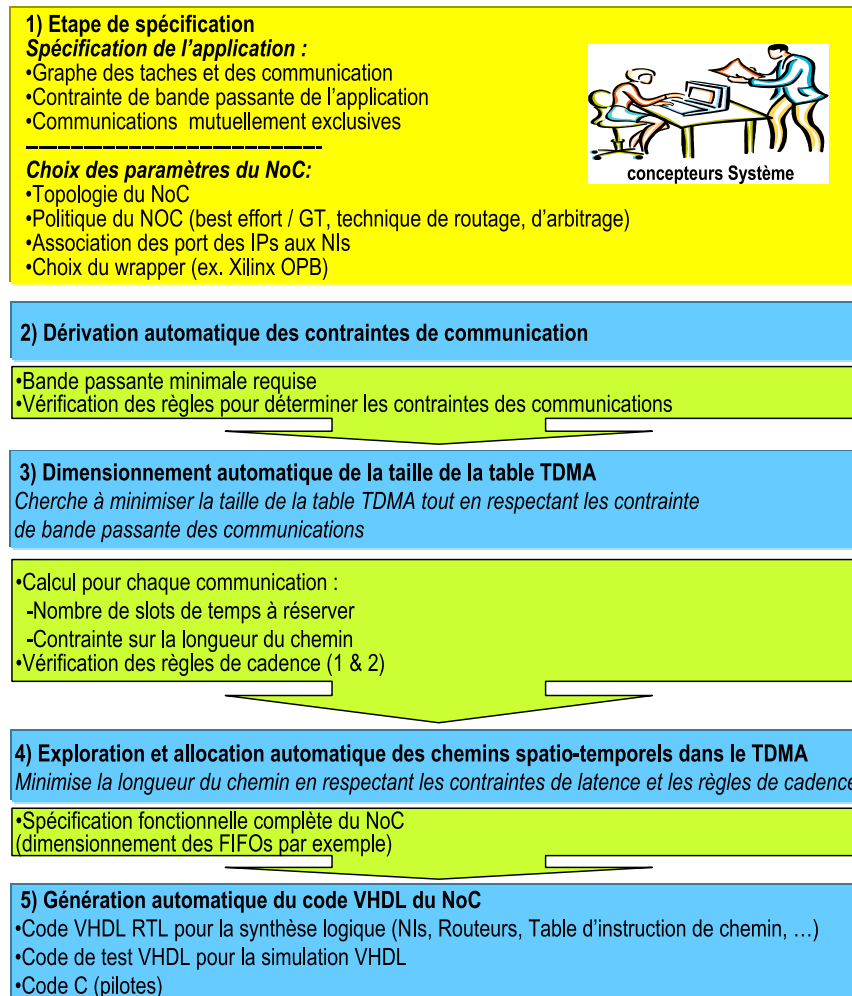 1) Etape de spécification
Spécification de l'application :
•Graphe des taches et des communication
•Contrainte de bande passante de l'application
•Communications mutuellement exclusives
--------------------------
Choix des paramètres du NoC:
•Topologie du NoC
•Politique du NOC (best effort / GT, technique de routage, d'arbitrage)
•Association des port des IPs aux NIs
•Choix du wrapper (ex. Xilinx OPB)
concepteurs Système
2) Dérivation automatique des contraintes de communication
•Bande passante minimale requise
•Vérification des règles pour déterminer les contraintes des communications
3) Dimensionnement automatique de la taille de la table TDMA
Cherche à minimiser la taille de la table TDMA tout en respectant les contrainte
de bande passante des communications
•Calcul pour chaque communication :
-Nombre de slots de temps à réserver
-Contrainte sur la longueur du chemin
•Vérification des règles de cadence (1 & 2)
4) Exploration et allocation automatique des chemins spatio-temporels dans le TDMA
Minimise la longueur du chemin en respectant les contraintes de latence et les règles de cadence
•Spécification fonctionnelle complète du NoC
(dimensionnement des FIFOs par exemple)
5) Génération automatique du code VHDL du NoC
•Code VHDL RTL pour la synthèse logique (NIs, Routeurs, Table d'instruction de chemin, …)
•Code de test VHDL pour la simulation VHDL
•Code C (pilotes)